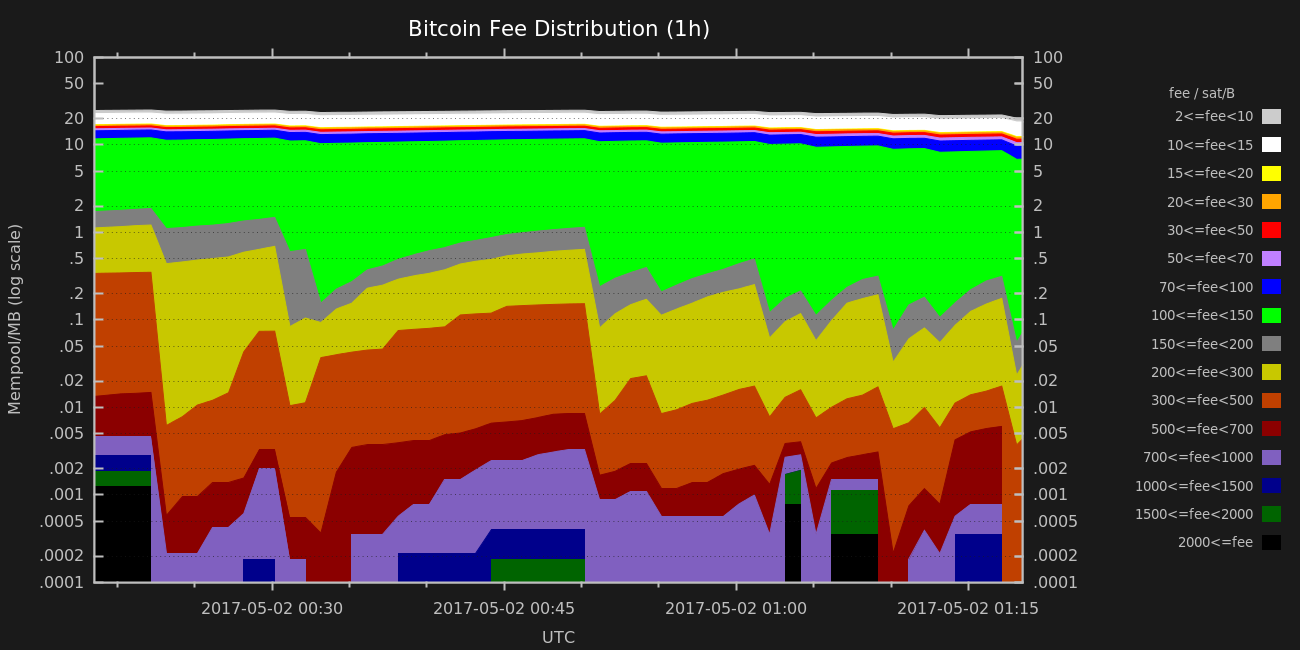 Bitcoin Fee Distribution (1h)
100
50
20
10
5
2
1
.5
.2
.1
.05
.02
.01
.005
.002
.001
.0005
.0002
.0001
Mempool/MB (log scale)
100
50
20
10
5
2
1
.5
.2
.1
.05
.02
.01
.005
.002
.001
.0005
.0002
.0001
2017-05-02 00:30
2017-05-02 00:45
2017-05-02 01:00
2017-05-02 01:15
UTC
fee / sat/B
2<=fee<10
10<=fee<15
15<=fee<20
20<=fee<30
30<=fee<50
50<=fee<70
70<=fee<100
100<=fee<150
150<=fee<200
200<=fee<300
300<=fee<500
500<=fee<700
700<=fee<1000
1000<=fee<1500
1500<=fee<2000
2000<=fee